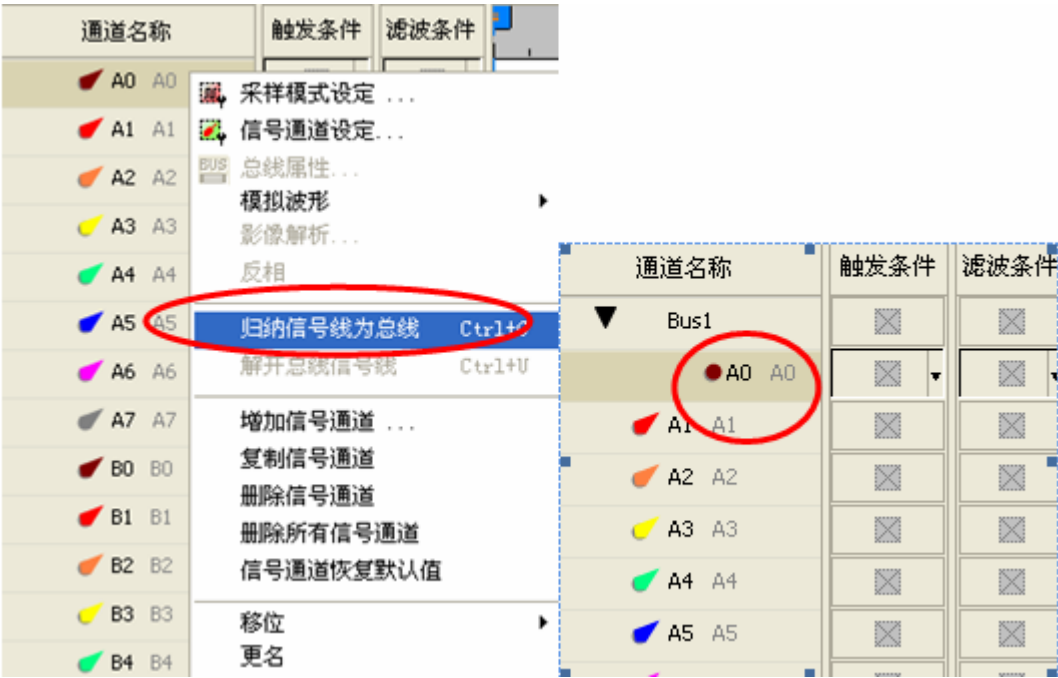 通道名称 触发条件 滤波条件
A0 A0
A1 A1
A2 A2
A3 A3
A4 A4
A5 A5
A6 A6
A7 A7
B0 B0
B1 B1
B2 B2
B3 B3
B4 B4
采样模式设定 ...
信号通道设定...
BUS 总线属性...
模拟波形
影像解析...
反相
归纳信号线为总线
解开总线信号线 Ctrl+U
增加信号通道 ...
复制信号通道
删除信号通道
删除所有信号通道
信号通道恢复默认值
移位
更名
通道名称 触发条件 滤波条件
Bus1
A0 A0
A1 A1
A2 A2
A3 A3
A4 A4
A5 A5